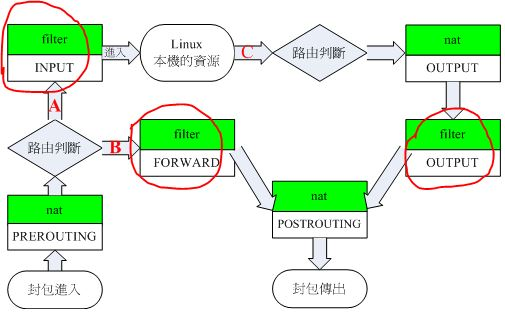 filter
INPUT
進入
Linux
本機的資源
C
路由判斷
nat
OUTPUT
A
路由判斷
B
filter
FORWARD
filter
OUTPUT
nat
PREROUTING
nat
POSTROUTING
封包進入
封包傳出